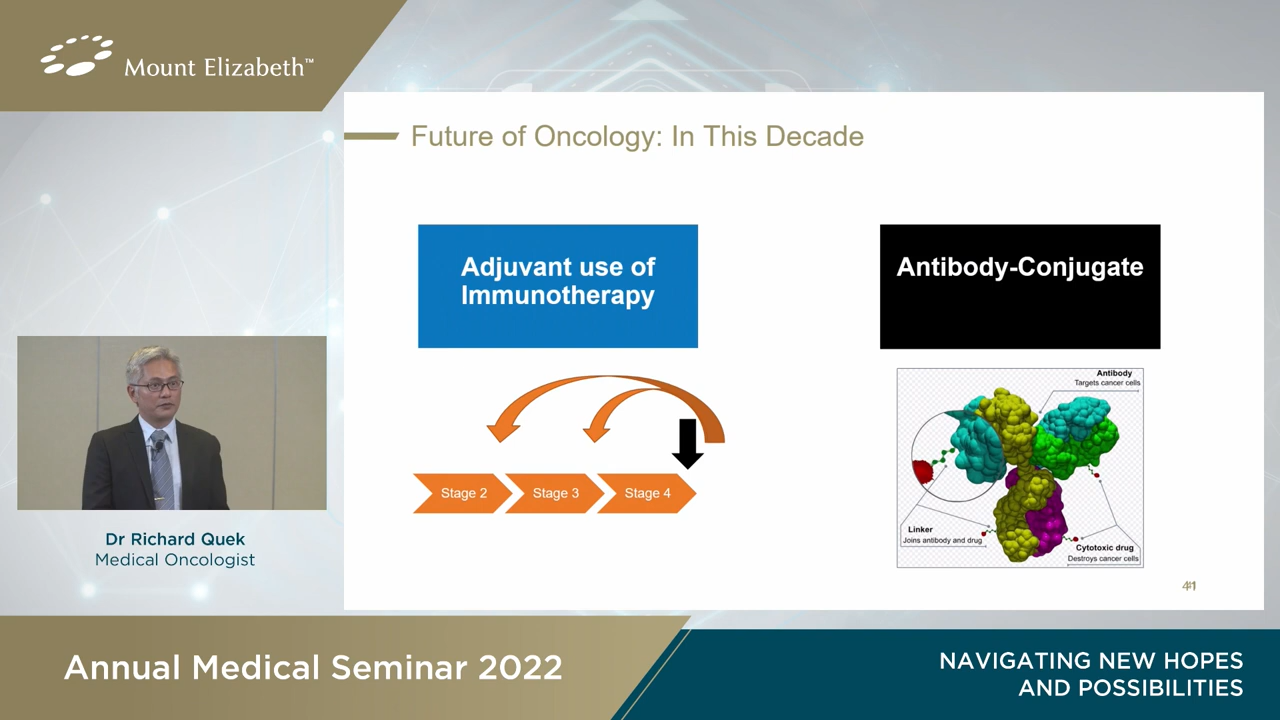 Mount Elizabeth™
Future of Oncology: In This Decade
Adjuvant use of
Immunotherapy
Antibody-Conjugate
Stage 2
Stage 3
Stage 4
Antibody
Targets cancer cells
Linker
Joins antibody and drug
Cytotoxic drug
Destroys cancer cells
Dr Richard Quek
Medical Oncologist
Annual Medical Seminar 2022
NAVIGATING NEW HOPES
AND POSSIBILITIES